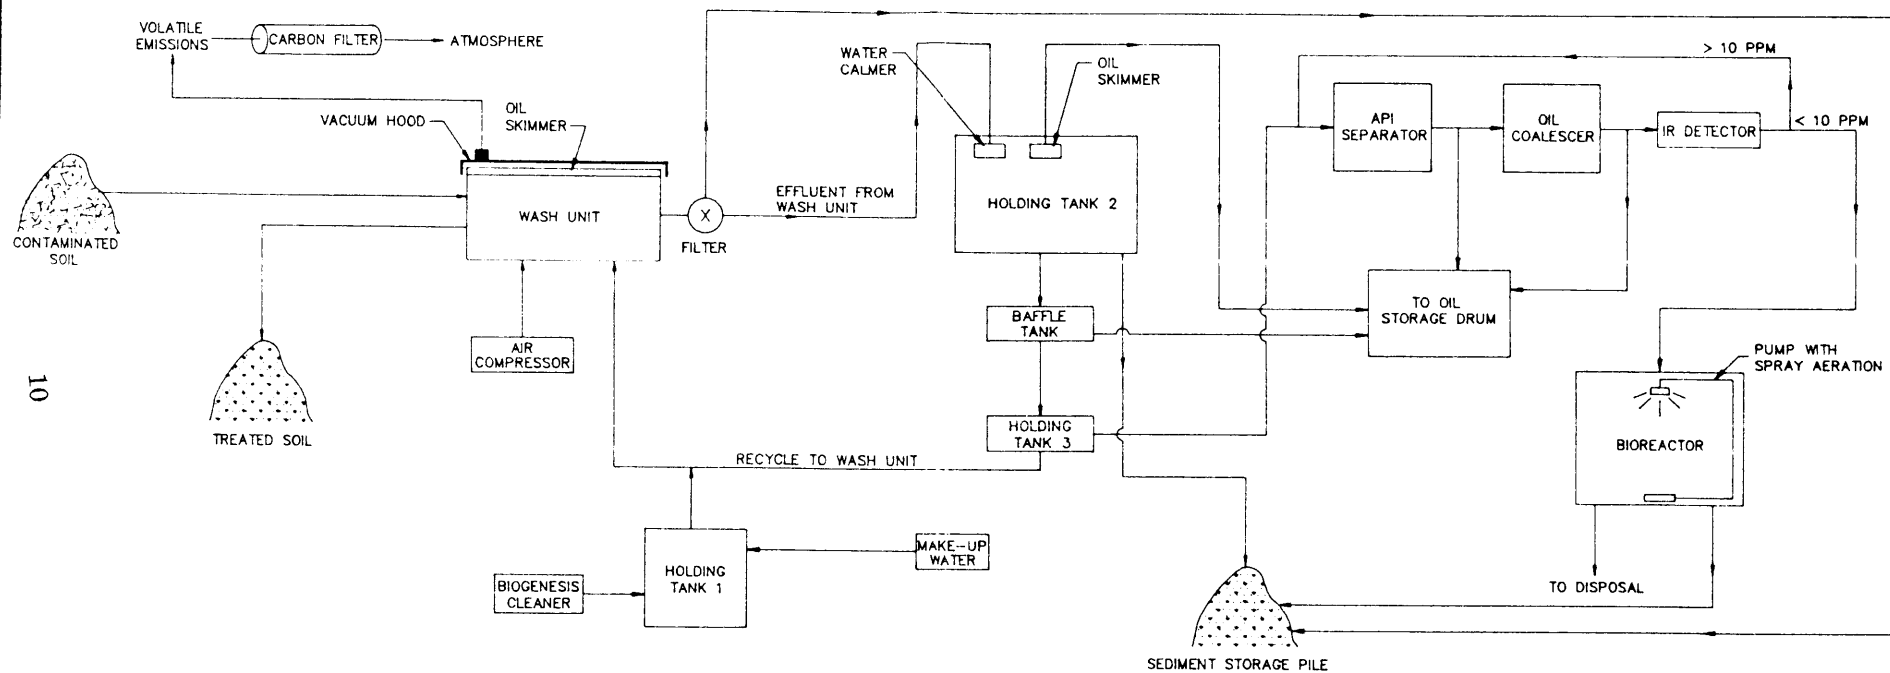 VOLATILE
EMISSIONS
CARBON FILTER
ATMOSPHERE
VACUUM HOOD
OIL
SKIMMER
CONTAMINATED
SOIL
WASH UNIT
X
FILTER
EFFLUENT FROM
WASH UNIT
AIR
COMPRESSOR
TREATED SOIL
10
WATER
CALMER
OIL
SKIMMER
HOLDING TANK 2
BAFFLE
TANK
HOLDING
TANK 3
RECYCLE TO WASH UNIT
HOLDING
TANK 1
BIOGENESIS
CLEANER
MAKE-UP
WATER
> 10 PPM
API
SEPARATOR
OIL
COALESCER
IR DETECTOR
< 10 PPM
TO OIL
STORAGE DRUM
PUMP WITH
SPRAY AERATION
BIOREACTOR
TO DISPOSAL
SEDIMENT STORAGE PILE